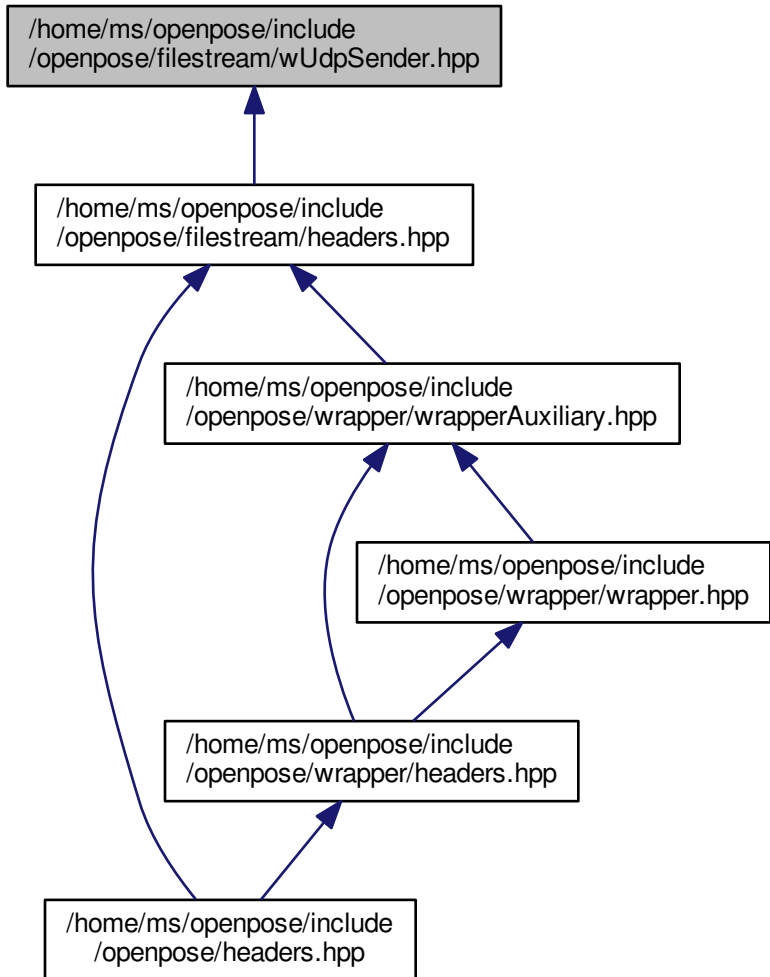 /home/ms/openpose/include
/openpose/filestream/wUdpSender.hpp
/home/ms/openpose/include
/openpose/filestream/headers.hpp
/home/ms/openpose/include
/openpose/wrapper/wrapperAuxiliary.hpp
/home/ms/openpose/include
/openpose/wrapper/wrapper.hpp
/home/ms/openpose/include
/openpose/wrapper/headers.hpp
/home/ms/openpose/include
/openpose/headers.hpp